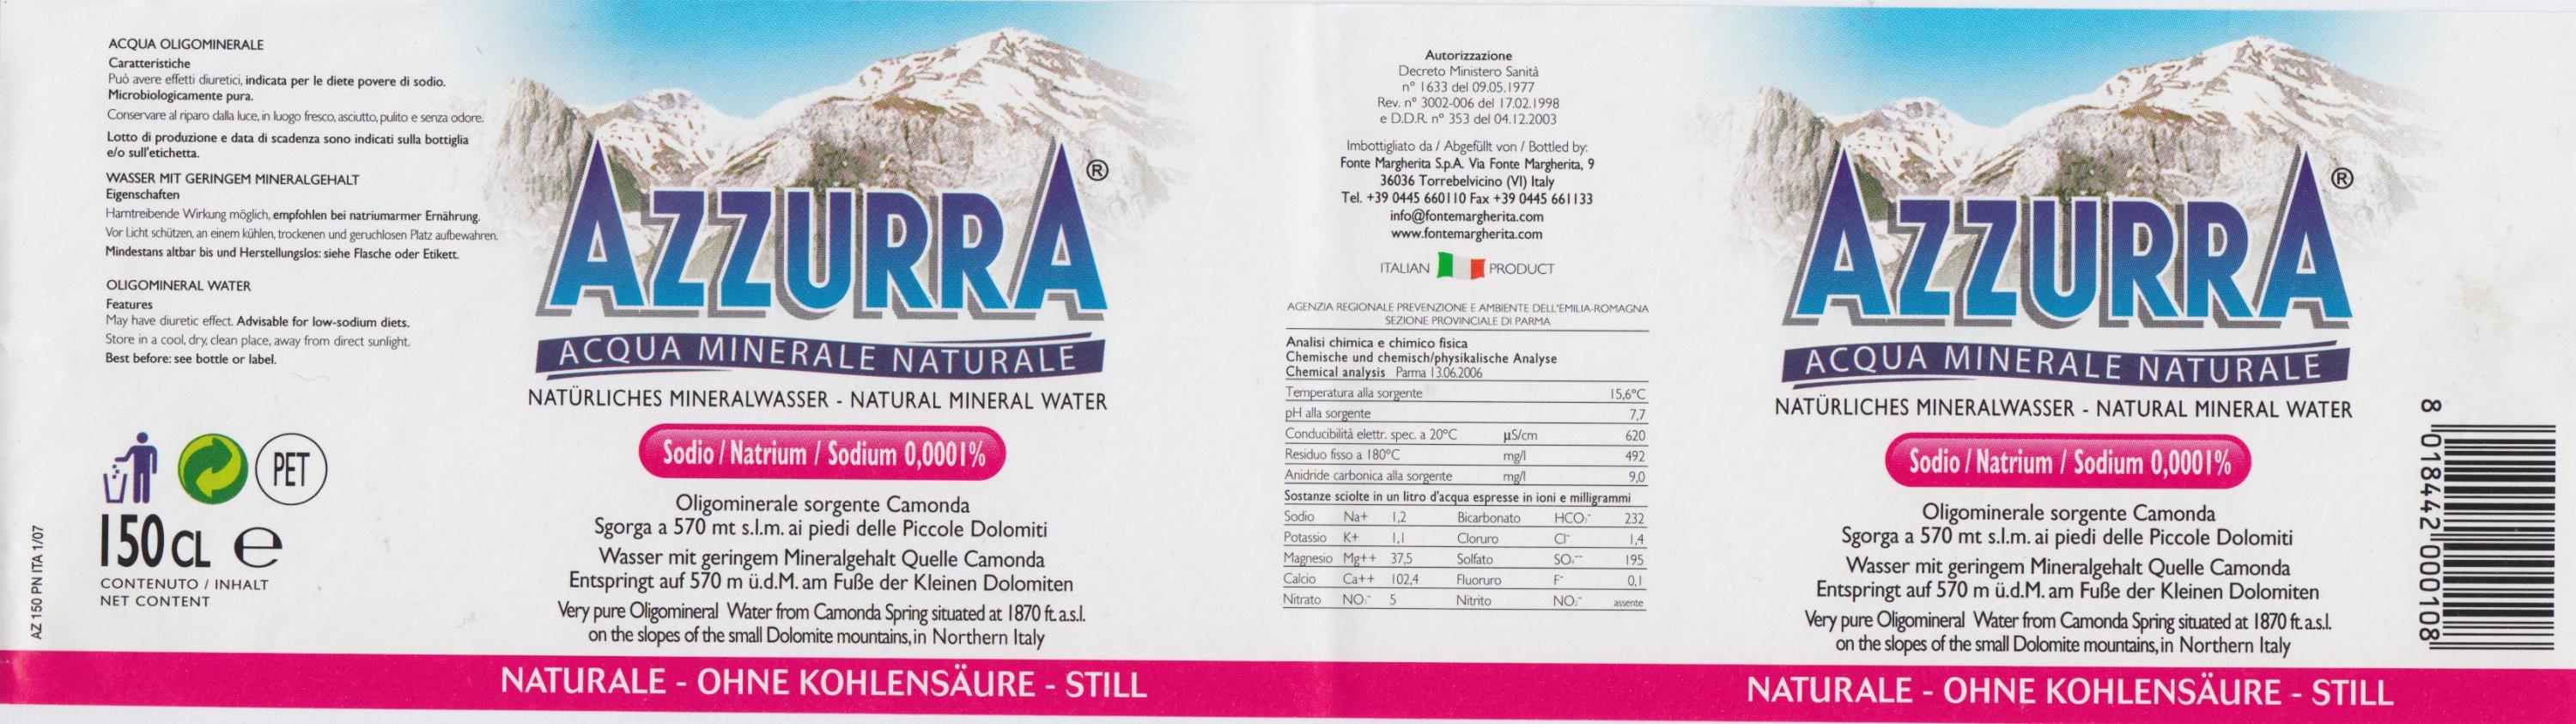 ACQUA OLIGOMINERALE
Caratteristiche
Può avere effetti diuretici, indicata per le diete povere di sodio.
Microbiologicamente pura.
Conservare al riparo dalla luce, in luogo fresco, asciutto, pulito e senza odore.
Lotto di produzione e data di scadenza sono indicati sulla bottiglia
e/o sull'etichetta.
WASSER MIT GERINGEM MINERALGEHALT
Eigenschaften
Harntreibende Wirkung möglich, empfohlen bei natriumarmer Ernährung.
Vor Licht schützen, an einem kühlen, trockenen und geruchlosen Platz aufbewahren.
Mindestans altbar bis und Herstellungslos: siehe Flasche oder Etikett.
OLIGOMINERAL WATER
Features
May have diuretic effect. Advisable for low-sodium diets.
Store in a cool, dry, clean place, away from direct sunlight.
Best before: see bottle or label.
PET
150 CL e
CONTENUTO / INHALT
NET CONTENT
AZ 150 PN ITA 1/07
AZZURRA®
ACQUA MINERALE NATURALE
NATÜRLICHES MINERALWASSER - NATURAL MINERAL WATER
Sodio / Natrium / Sodium 0,0001%
Oligominerale sorgente Camonda
Sgorga a 570 mt s.l.m. ai piedi delle Piccole Dolomiti
Wasser mit geringem Mineralgehalt Quelle Camonda
Entspringt auf 570 m ü.d.M. am Fuße der Kleinen Dolomiten
Very pure Oligomineral Water from Camonda Spring situated at 1870 ft. a.s.l.
on the slopes of the small Dolomite mountains, in Northern Italy
NATURALE - OHNE KOHLENSÄURE - STILL
Autorizzazione
Decreto Ministero Sanità
n° 1633 del 09.05.1977
Rev. n° 3002-006 del 17.02.1998
e D.D.R. n° 353 del 04.12.2003
Imbottigliato da / Abgefüllt von / Bottled by:
Fonte Margherita S.p.A. Via Fonte Margherita, 9
36036 Torrebelvicino (VI) Italy
Tel. +39 0445 660110 Fax +39 0445 661133
info@fontemargherita.com
www.fontemargherita.com
ITALIAN PRODUCT
AGENZIA REGIONALE PREVENZIONE E AMBIENTE DELL'EMILIA-ROMAGNA
SEZIONE PROVINCIALE DI PARMA
Analisi chimica e chimico fisica
Chemische und chemisch/physikalische Analyse
Chemical analysis Parma 13.06.2006
Temperatura alla sorgente 15,6°C
pH alla sorgente 7,7
Conducibilità elettr. spec. a 20°C µS/cm 620
Residuo fisso a 180°C mg/l 492
Anidride carbonica alla sorgente mg/l 9,0
Sostanze sciolte in un litro d'acqua espresse in ioni e milligrammi
Sodio Na+ 1,2 Bicarbonato HCO₃⁻ 232
Potassio K+ 1,1 Cloruro Cl⁻ 1,4
Magnesio Mg++ 37,5 Solfato SO₄⁻⁻ 195
Calcio Ca++ 102,4 Fluoruro F⁻ 0,1
Nitrato NO₃⁻ 5 Nitrito NO₂⁻ assente
AZZURRA®
ACQUA MINERALE NATURALE
NATÜRLICHES MINERALWASSER - NATURAL MINERAL WATER
Sodio / Natrium / Sodium 0,0001%
Oligominerale sorgente Camonda
Sgorga a 570 mt s.l.m. ai piedi delle Piccole Dolomiti
Wasser mit geringem Mineralgehalt Quelle Camonda
Entspringt auf 570 m ü.d.M. am Fuße der Kleinen Dolomiten
Very pure Oligomineral Water from Camonda Spring situated at 1870 ft. a.s.l.
on the slopes of the small Dolomite mountains, in Northern Italy
NATURALE - OHNE KOHLENSÄURE - STILL
8 018442 000108